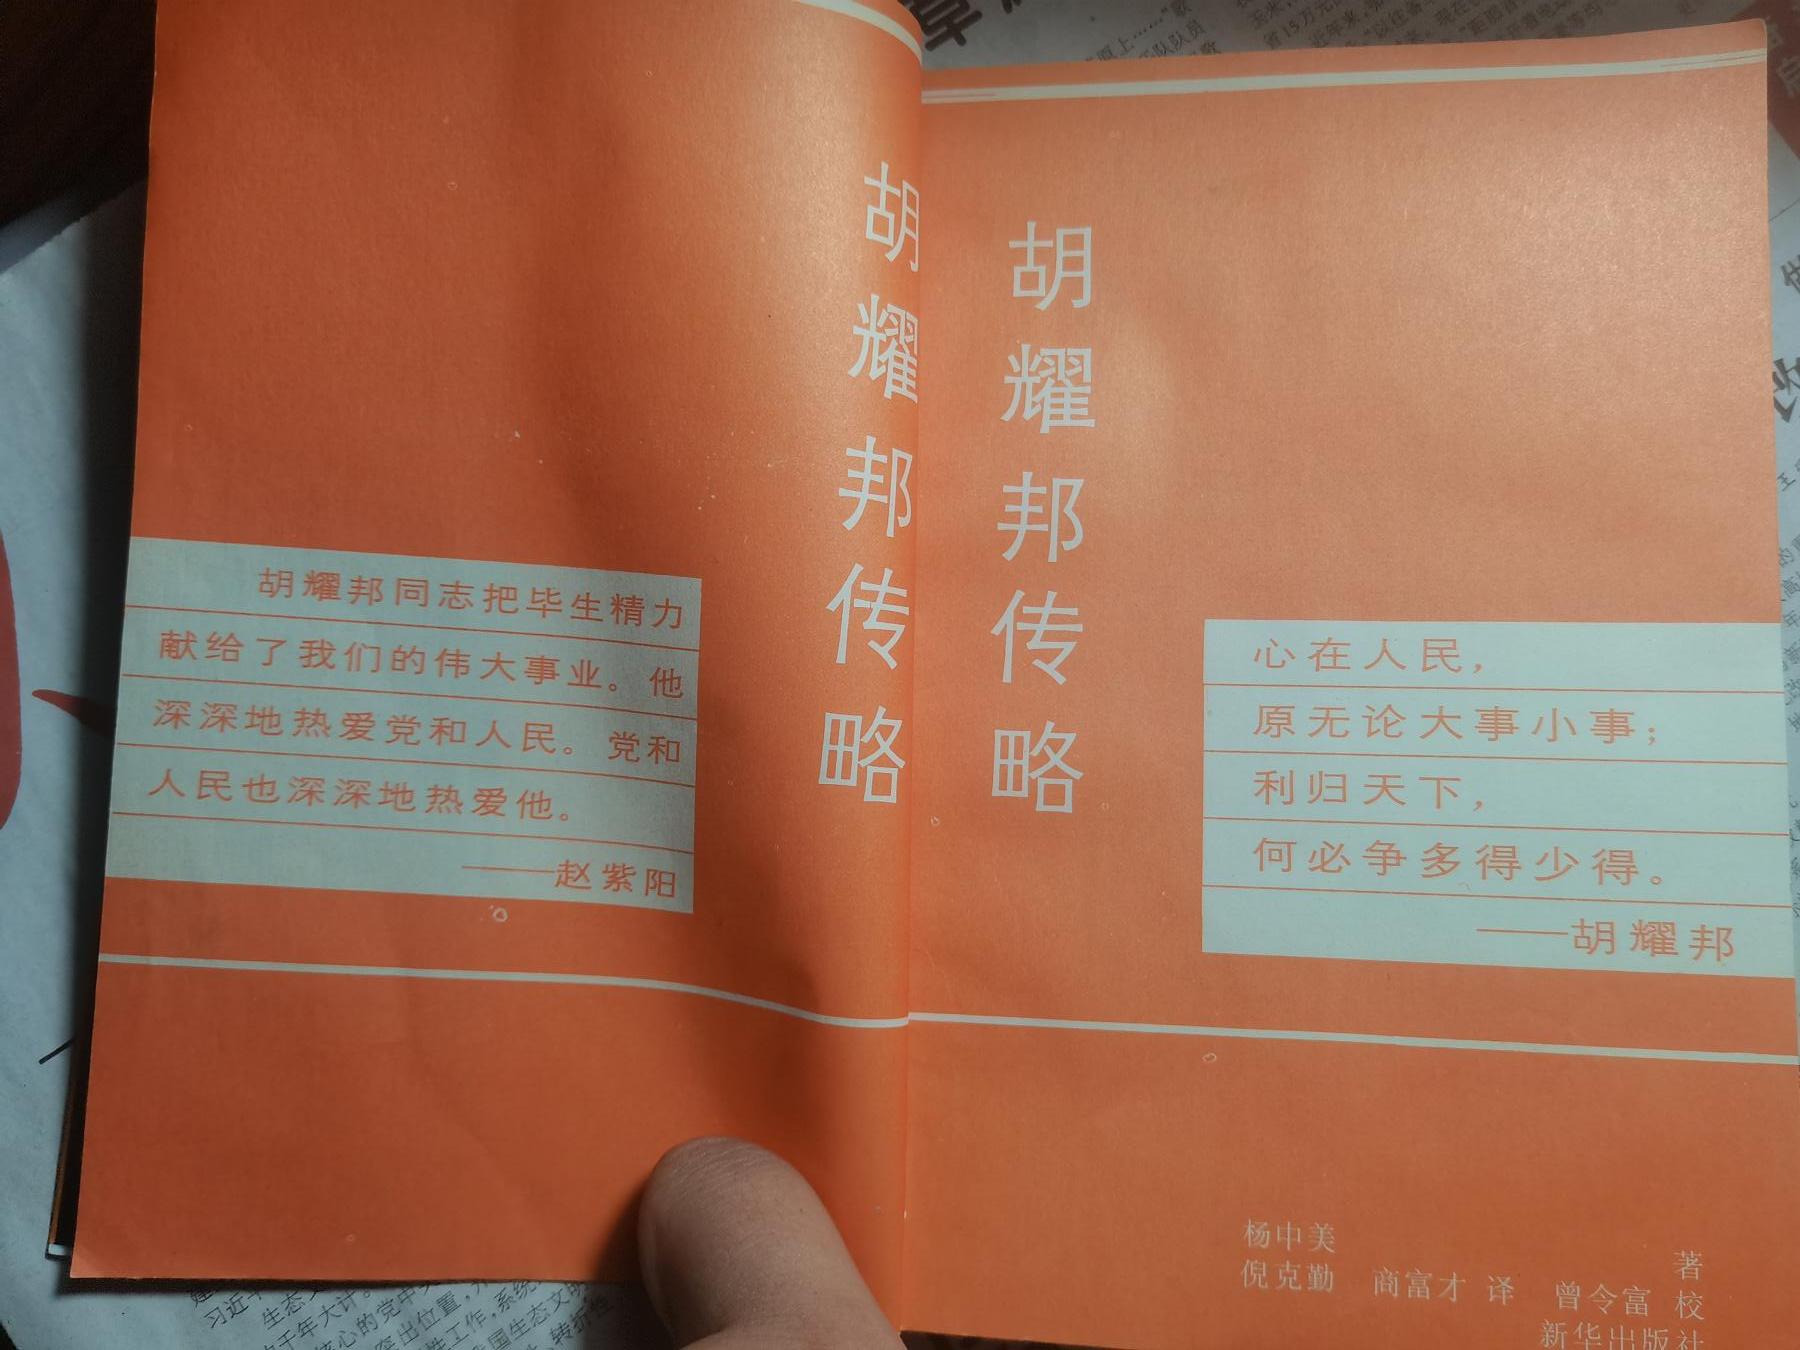 胡耀邦传略
胡耀邦同志把毕生精力
献给了我们的伟大事业。他
深深地热爱党和人民。党和
人民也深深地热爱他。
——赵紫阳
胡耀邦传略
心在人民，
原无论大事小事；
利归天下，
何必争多得少得。
——胡耀邦
杨中美 著
倪克勤 商富才 译 曾令富 校
新华出版社